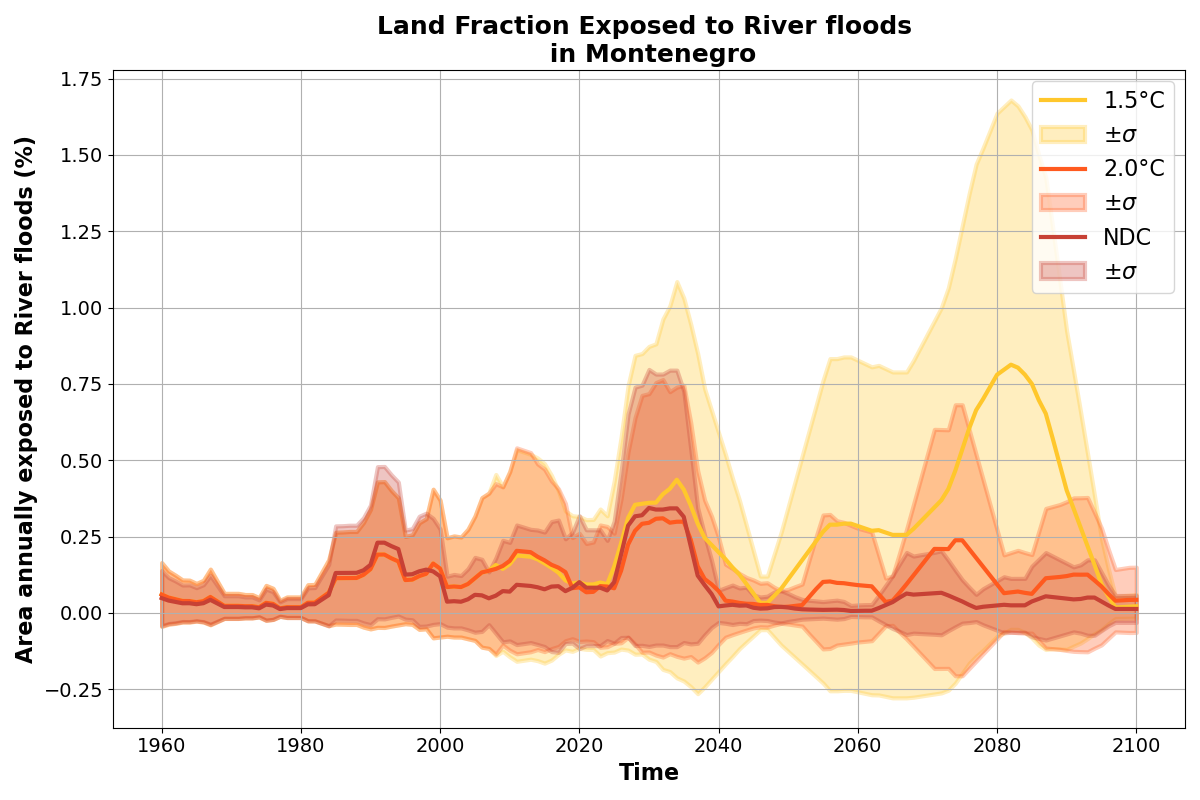 Land Fraction Exposed to River floods
in Montenegro
Area annually exposed to River floods (%)
1.75
1.50
1.25
1.00
0.75
0.50
0.25
0.00
−0.25
1960
1980
2000
2020
2040
2060
2080
2100
Time
1.5°C
±σ
2.0°C
±σ
NDC
±σ